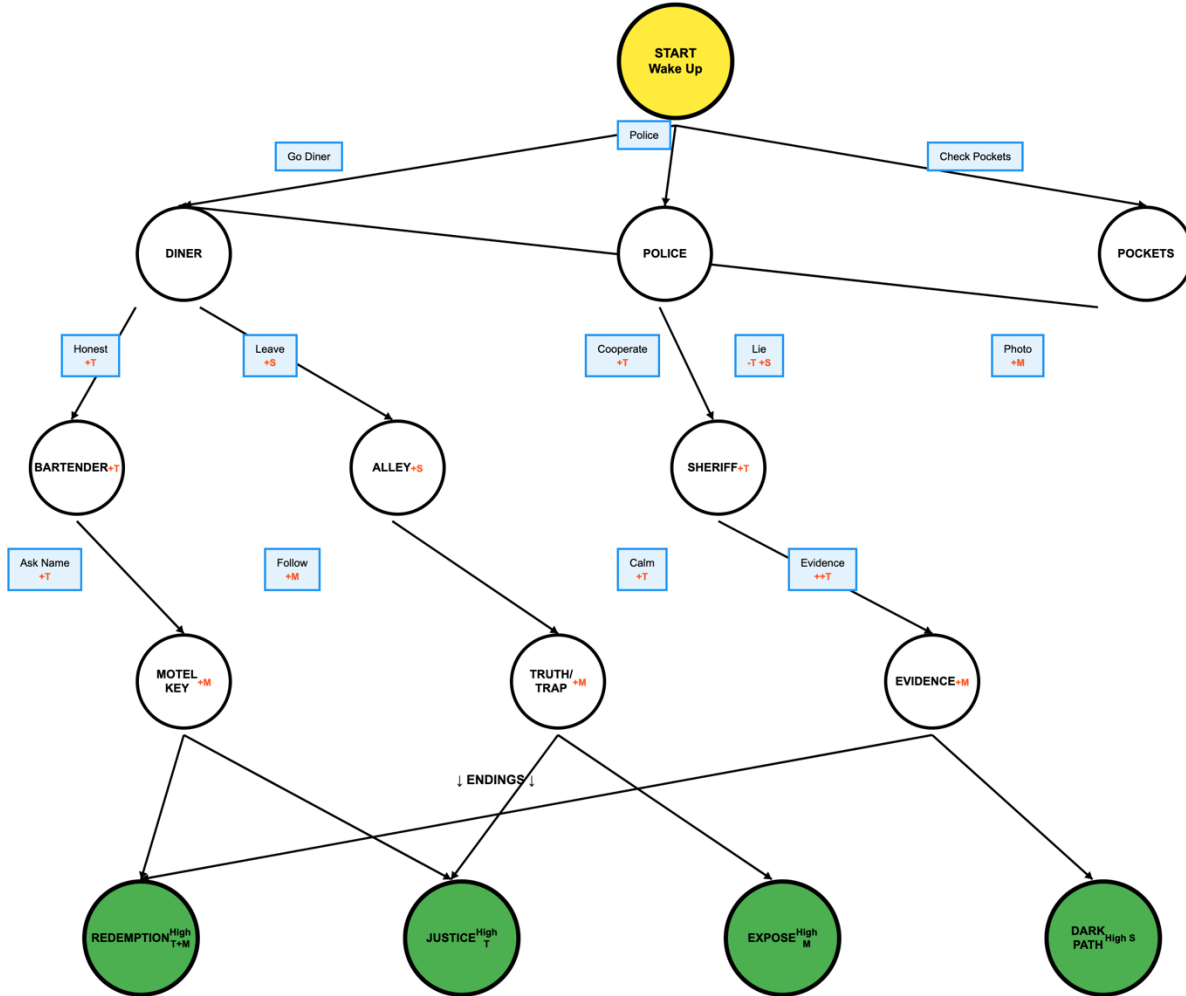 START
Wake Up
Police
Go Diner
Check Pockets
DINER
POLICE
POCKETS
Honest
+T
Leave
+S
Cooperate
+T
Lie
-T +S
Photo
+M
BARTENDER+T
ALLEY+S
SHERIFF+T
Ask Name
+T
Follow
+M
Calm
+T
Evidence
++T
MOTEL
KEY +M
TRUTH/
TRAP +M
EVIDENCE+M
↓ ENDINGS ↓
REDEMPTION High
T+M
JUSTICE High
T
EXPOSE High
M
DARK
PATH High S